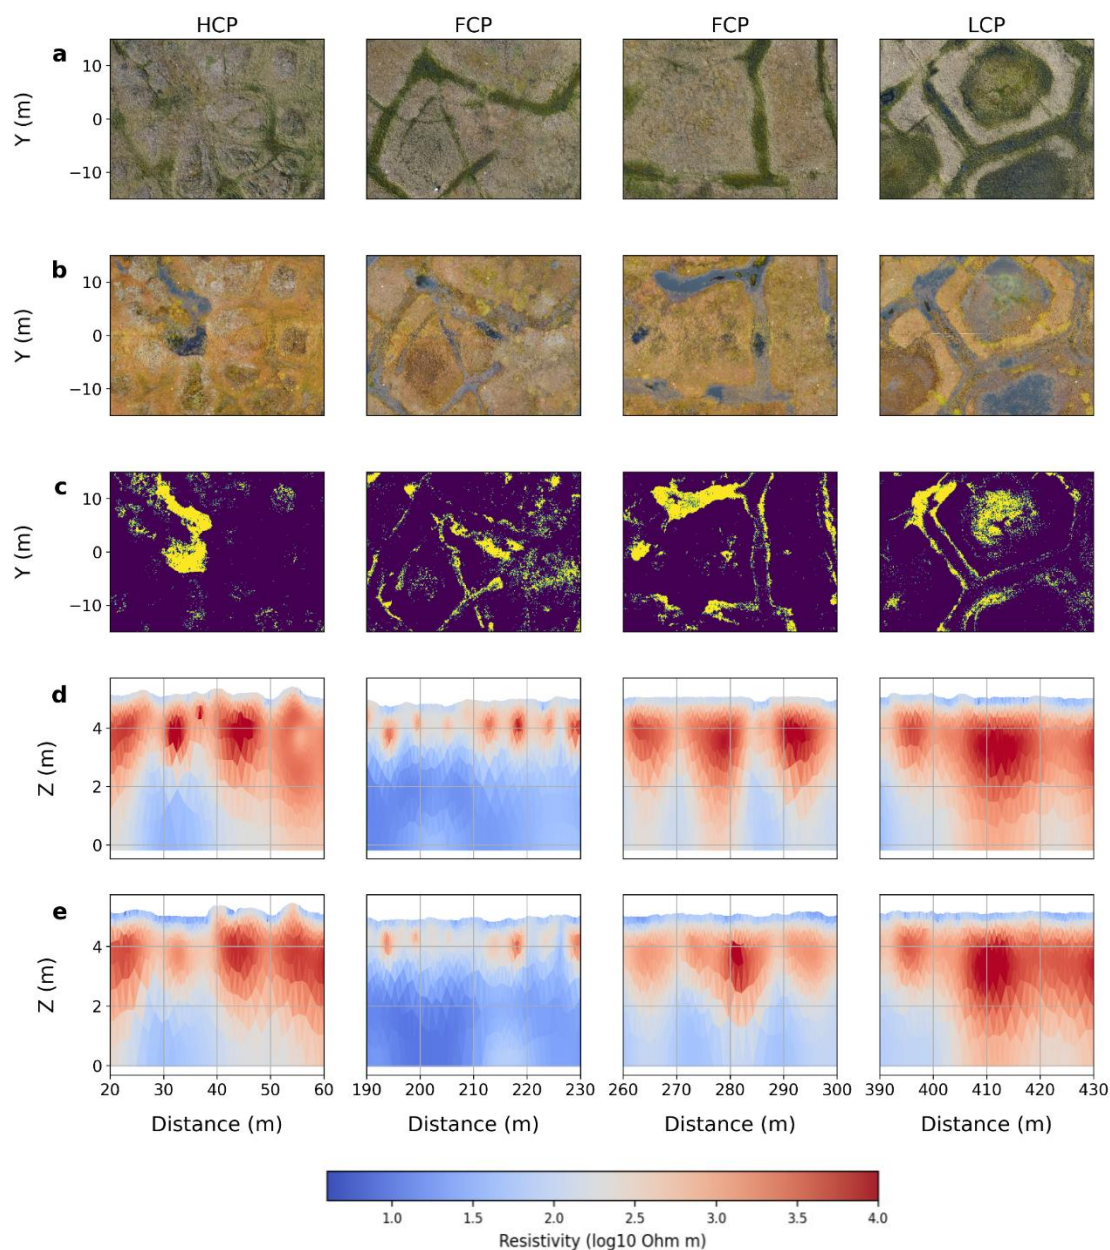 HCP FCP FCP LCP
a
10
0
−10
Y (m)
b
10
0
−10
Y (m)
c
10
0
−10
Y (m)
d
4
2
0
Z (m)
e
4
2
0
Z (m)
20 30 40 50 60 190 200 210 220 230 260 270 280 290 300 390 400 410 420 430
Distance (m) Distance (m) Distance (m) Distance (m)
1.0 1.5 2.0 2.5 3.0 3.5 4.0
Resistivity (log10 Ohm m)